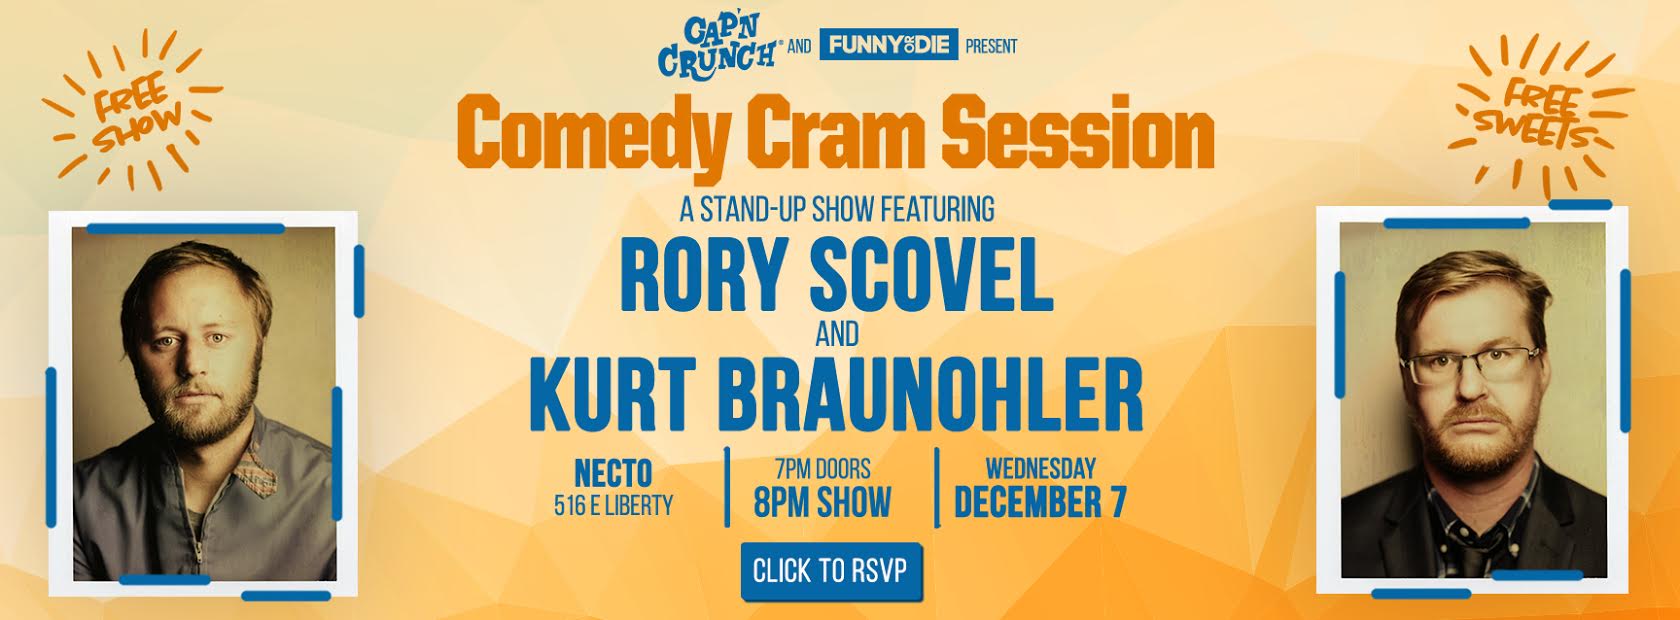 CAP'N CRUNCH® AND FUNNY OR DIE PRESENT
FREE
SHOW
FREE
SWEETS
Comedy Cram Session
A STAND-UP SHOW FEATURING
RORY SCOVEL
AND
KURT BRAUNOHLER
NECTO
516 E LIBERTY
7PM DOORS
8PM SHOW
WEDNESDAY
DECEMBER 7
CLICK TO RSVP